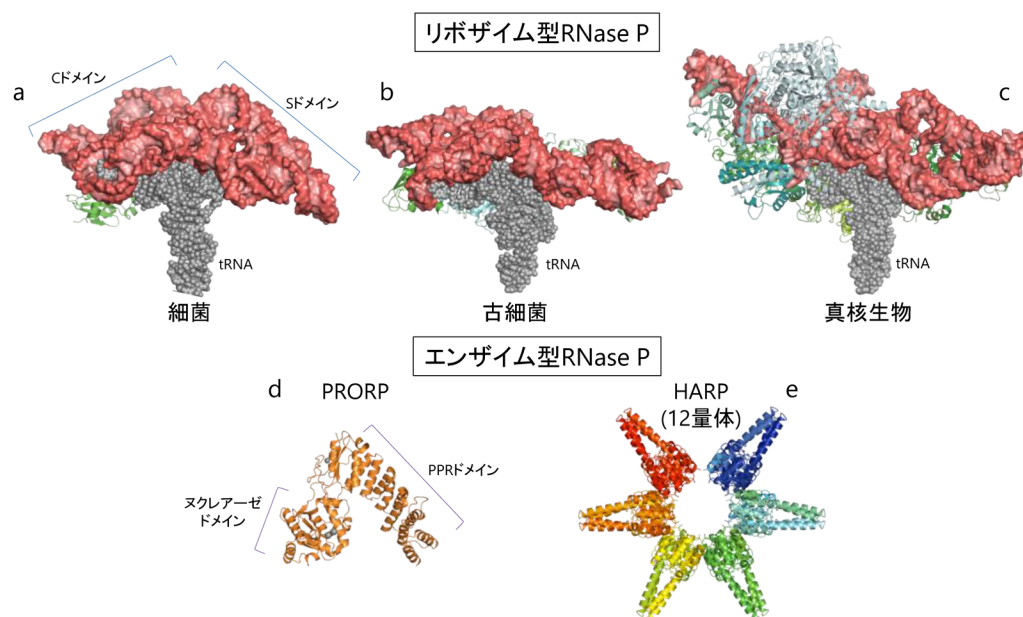 リボザイム型RNase P
a
Cドメイン
Sドメイン
b
c
tRNA
tRNA
tRNA
細菌
古細菌
真核生物
エンザイム型RNase P
d
PRORP
HARP
(12量体)
e
PPRドメイン
ヌクレアーゼ
ドメイン